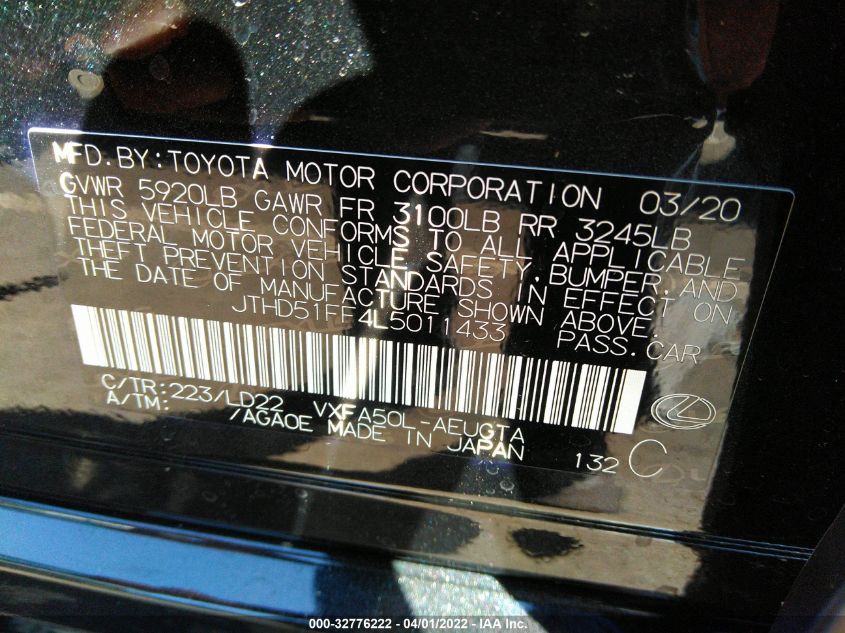 MFD.BY:TOYOTA MOTOR CORPORATION 03/20
GVWR 5920LB GAWR FR 3100LB RR 3245LB
THIS VEHICLE CONFORMS TO ALL APPLICABLE
FEDERAL MOTOR VEHICLE SAFETY,BUMPER,AND
THEFT PREVENTION STANDARDS IN EFFECT ON
THE DATE OF MANUFACTURE SHOWN ABOVE.
JTHD51FF4L5011433 PASS.CAR
C/TR:223/LD22 VXFA50L-AEUGTA
A/TM: /AGA0E MADE IN JAPAN 132 C
000-32776222 - 04/01/2022 - IAA Inc.